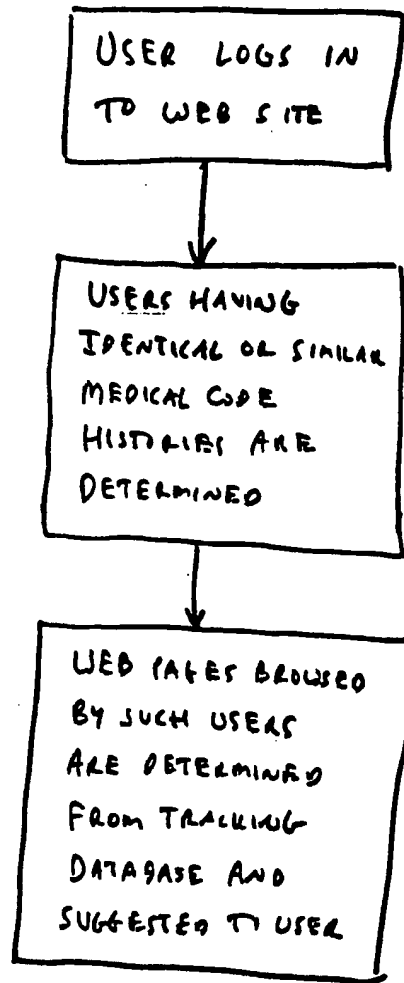 USER LOGS IN
TO WEB SITE
USERS HAVING
IDENTICAL OR SIMILAR
MEDICAL CODE
HISTORIES ARE
DETERMINED
WEB PAGES BROWSED
BY SUCH USERS
ARE DETERMINED
FROM TRACKING
DATABASE AND
SUGGESTED TO USER